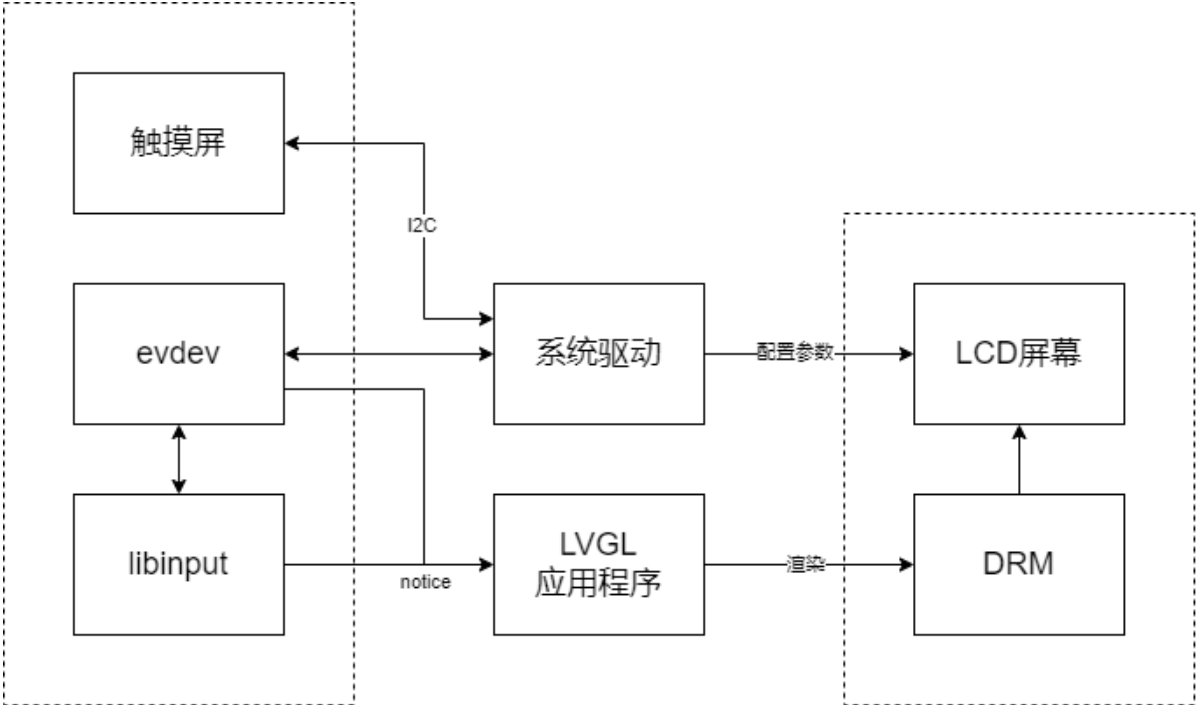 触摸屏
I2C
evdev
系统驱动
配置参数
LCD屏幕
libinput
notice
LVGL
应用程序
渲染
DRM